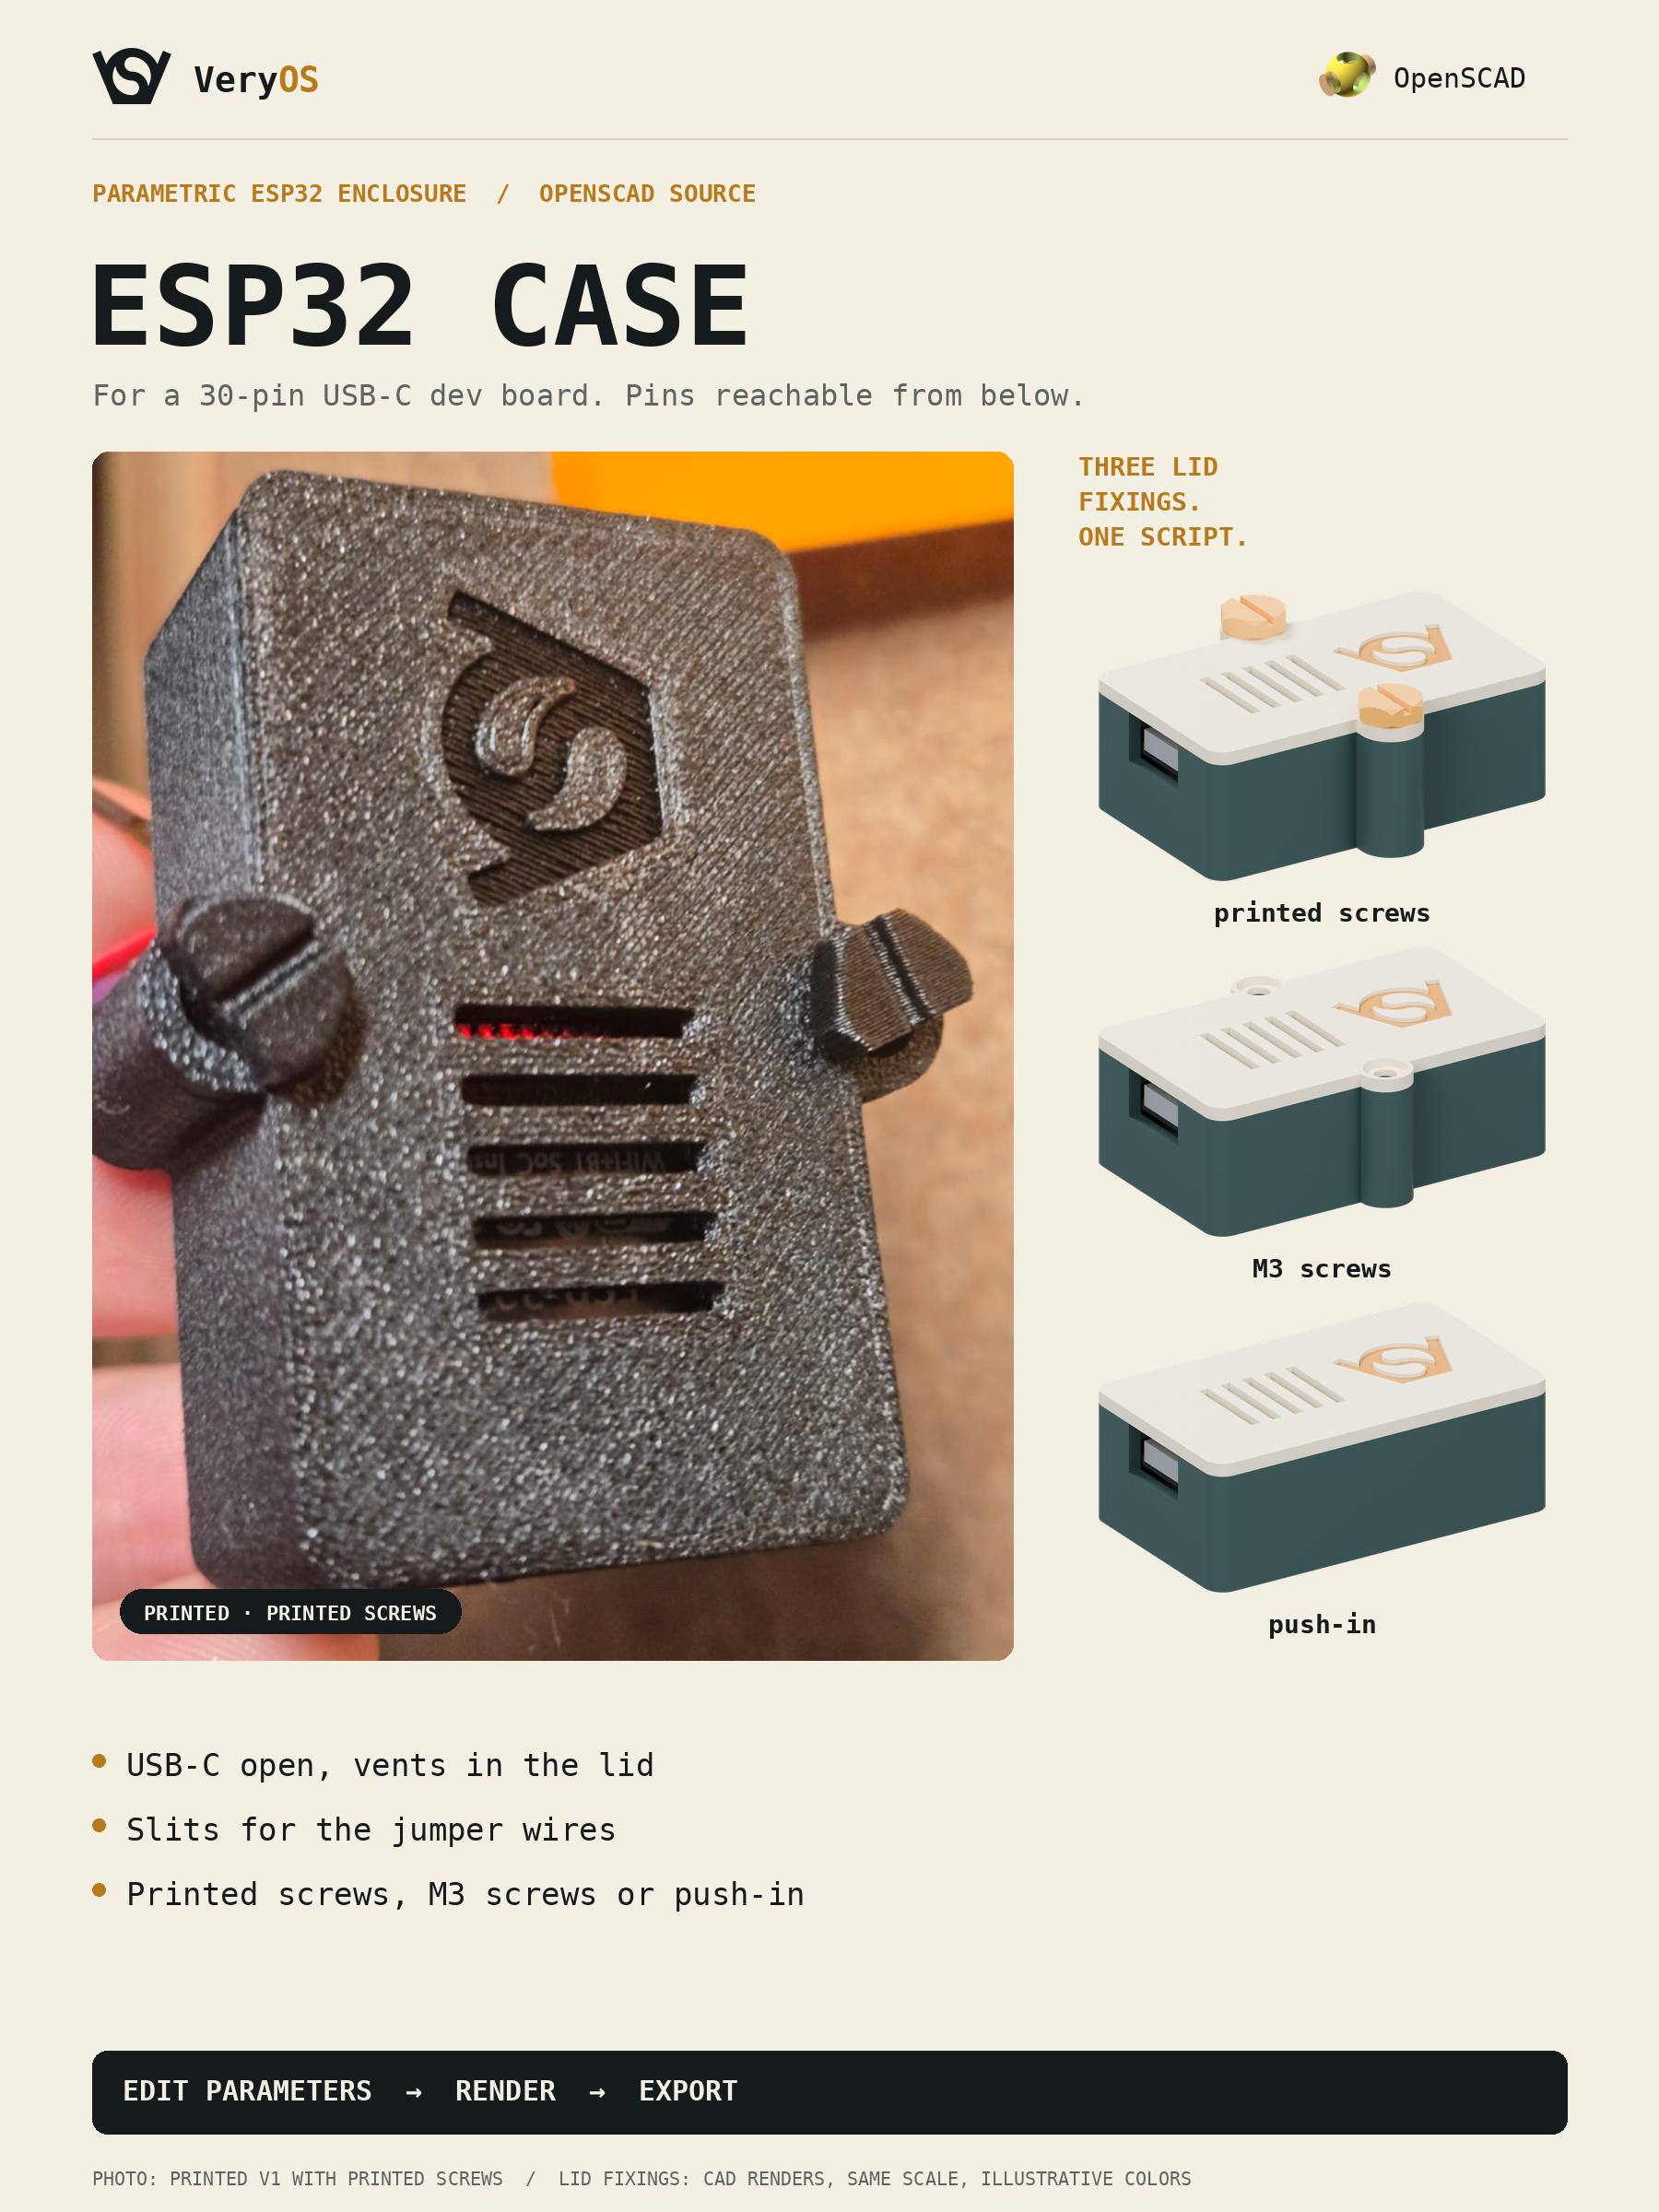 VeryOS
OpenSCAD
PARAMETRIC ESP32 ENCLOSURE / OPENSCAD SOURCE
ESP32 CASE
For a 30-pin USB-C dev board. Pins reachable from below.
THREE LID
FIXINGS.
ONE SCRIPT.
printed screws
M3 screws
push-in
WiFi+BT SoC
PRINTED · PRINTED SCREWS
USB-C open, vents in the lid
Slits for the jumper wires
Printed screws, M3 screws or push-in
EDIT PARAMETERS → RENDER → EXPORT
PHOTO: PRINTED V1 WITH PRINTED SCREWS / LID FIXINGS: CAD RENDERS, SAME SCALE, ILLUSTRATIVE COLORS